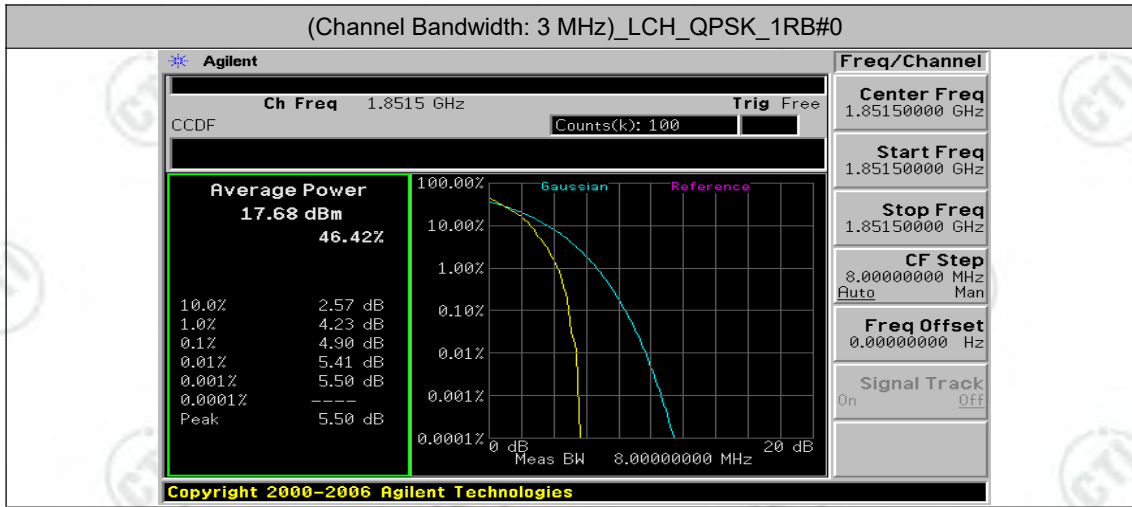 (Channel Bandwidth: 3 MHz)_LCH_QPSK_1RB#0
Agilent
Freq/Channel
Ch Freq 1.8515 GHz Trig Free
CCDF Counts(k): 100
Center Freq
1.85150000 GHz
Start Freq
1.85150000 GHz
Stop Freq
1.85150000 GHz
CF Step
8.00000000 MHz
Auto Man
Freq Offset
0.00000000 Hz
Signal Track
On Off
Average Power
17.68 dBm
46.42%
10.0% 2.57 dB
1.0% 4.23 dB
0.1% 4.90 dB
0.01% 5.41 dB
0.001% 5.50 dB
0.0001% ----
Peak 5.50 dB
Gaussian Reference
100.00%
10.00%
1.00%
0.10%
0.01%
0.001%
0.0001%
0 dB 20 dB
Meas BW 8.00000000 MHz
Copyright 2000-2006 Agilent Technologies
CTI
CTI
CTI
CTI